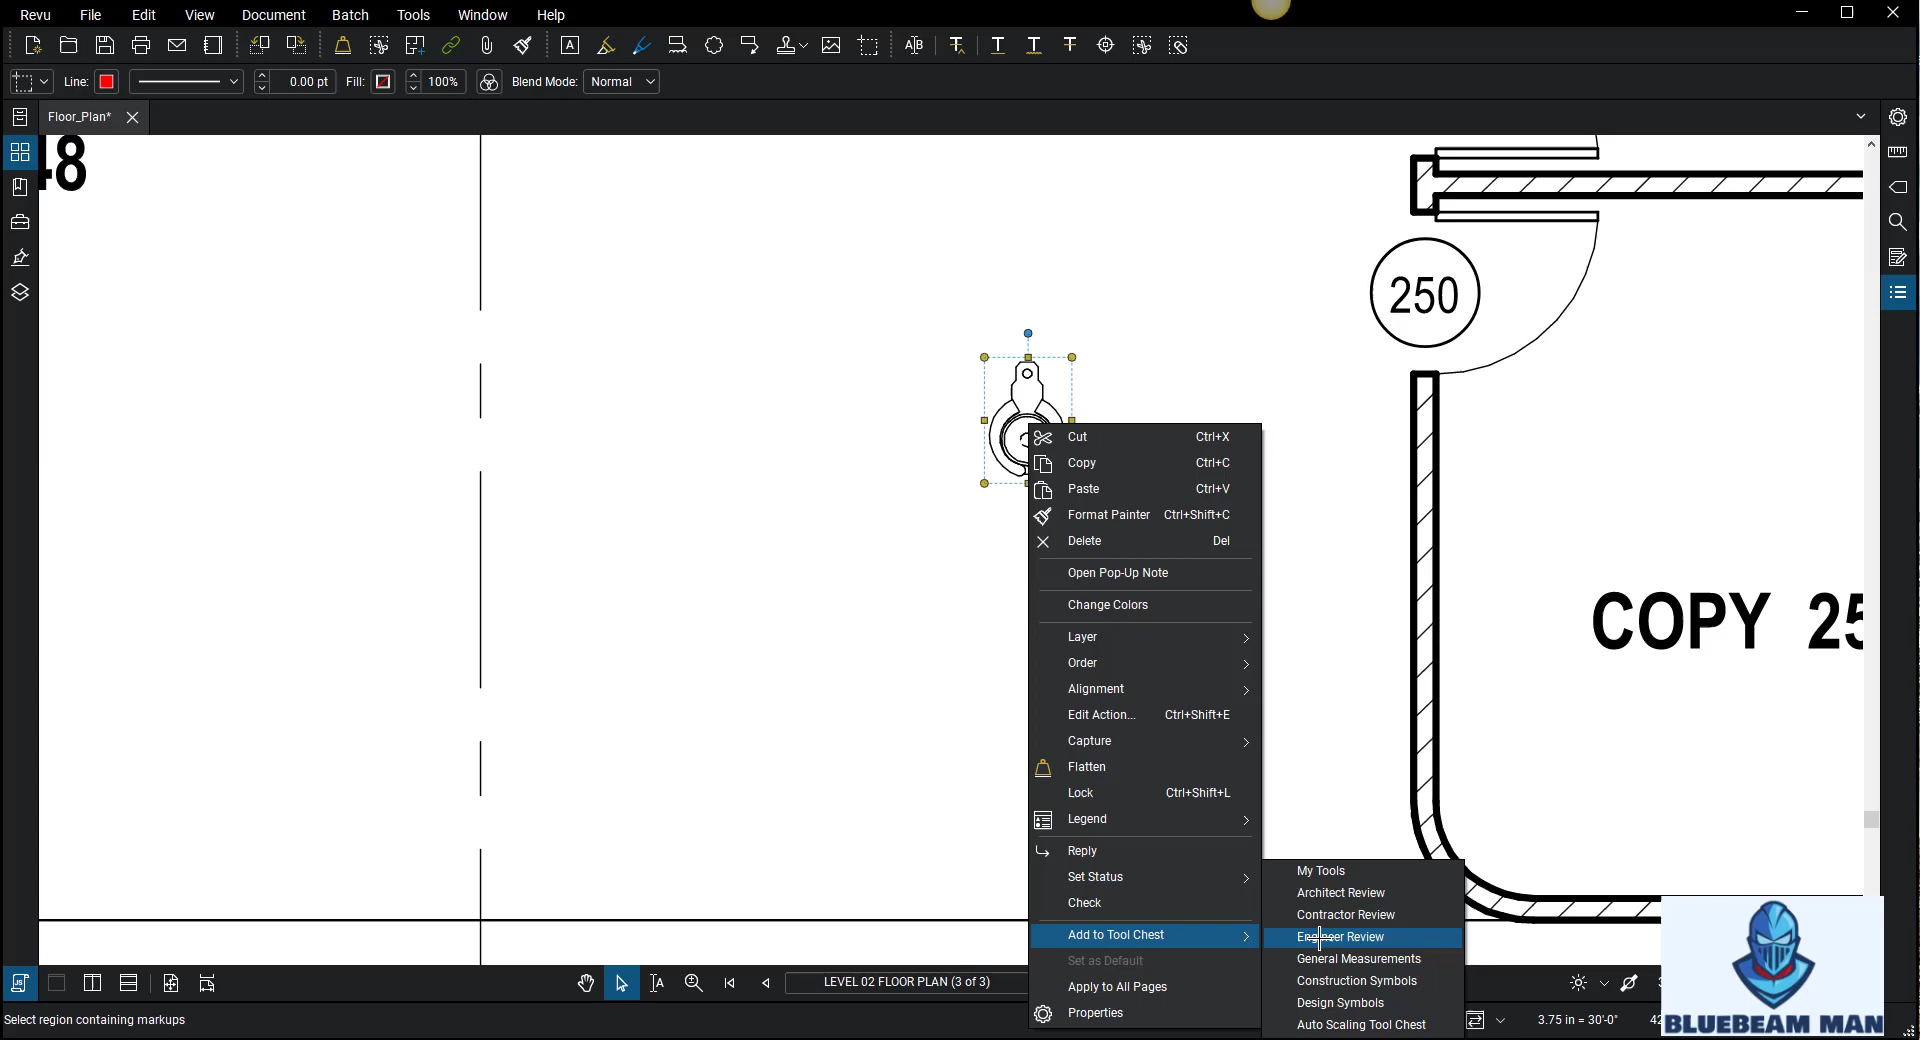 Revu File Edit View Document Batch Tools Window Help
Line: 0.00 pt Fill: 100% Blend Mode: Normal
Floor_Plan*
48
250
COPY 25
Cut Ctrl+X
Copy Ctrl+C
Paste Ctrl+V
Format Painter Ctrl+Shift+C
Delete Del
Open Pop-Up Note
Change Colors
Layer
Order
Alignment
Edit Action... Ctrl+Shift+E
Capture
Flatten
Lock Ctrl+Shift+L
Legend
Reply
Set Status
Check
Add to Tool Chest
Set as Default
Apply to All Pages
Properties
My Tools
Architect Review
Contractor Review
Engineer Review
General Measurements
Construction Symbols
Design Symbols
Auto Scaling Tool Chest
LEVEL 02 FLOOR PLAN (3 of 3)
Select region containing markups
3.75 in = 30'-0" 42
BLUEBEAM MAN